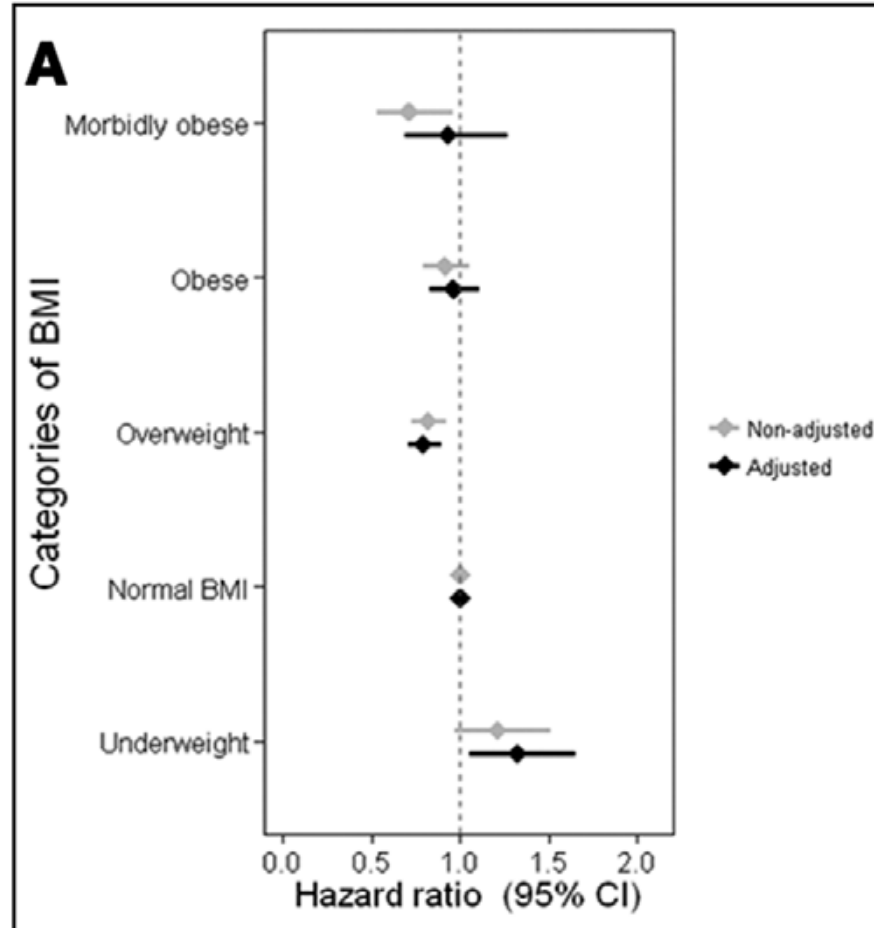 A
Morbidly obese
Obese
Overweight
Normal BMI
Underweight
Categories of BMI
0.0 0.5 1.0 1.5 2.0
Hazard ratio (95% CI)
Non-adjusted
Adjusted